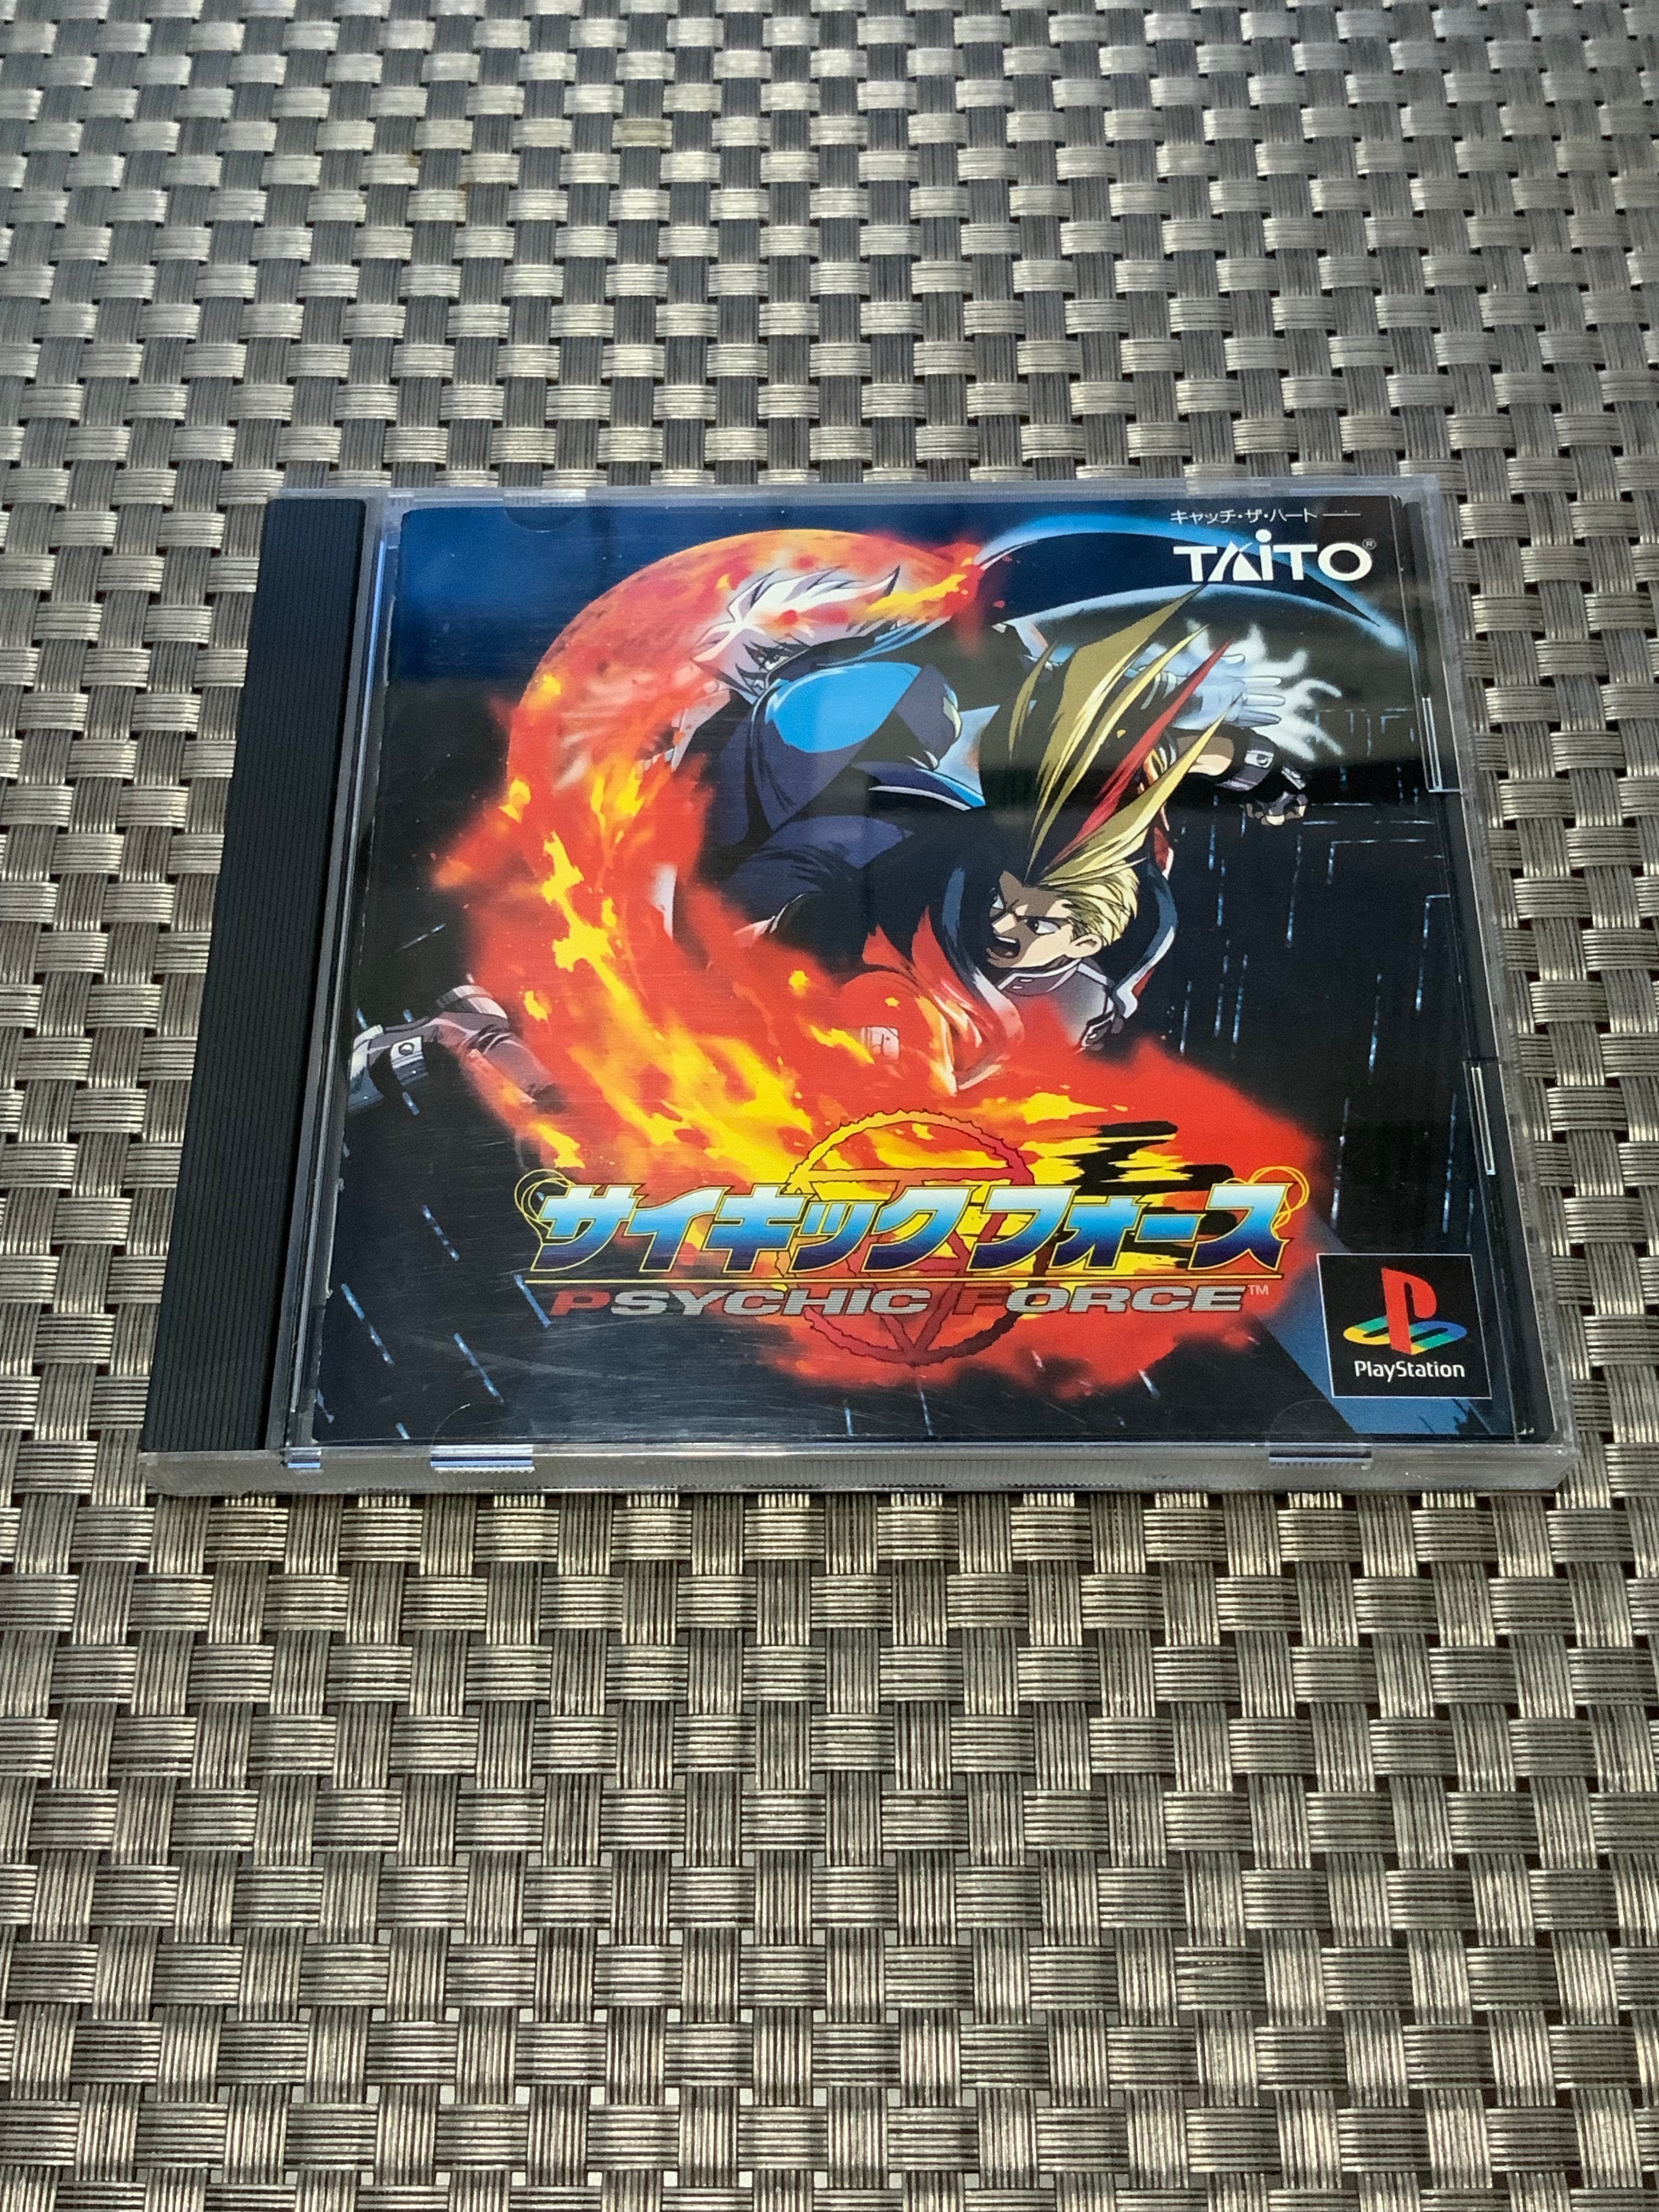 キャッチ・ザ・ハート
TAITO®
サイキックフォース
PSYCHIC FORCE™
PlayStation